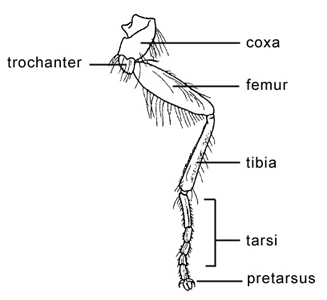 coxa
trochanter
femur
tibia
tarsi
pretarsus